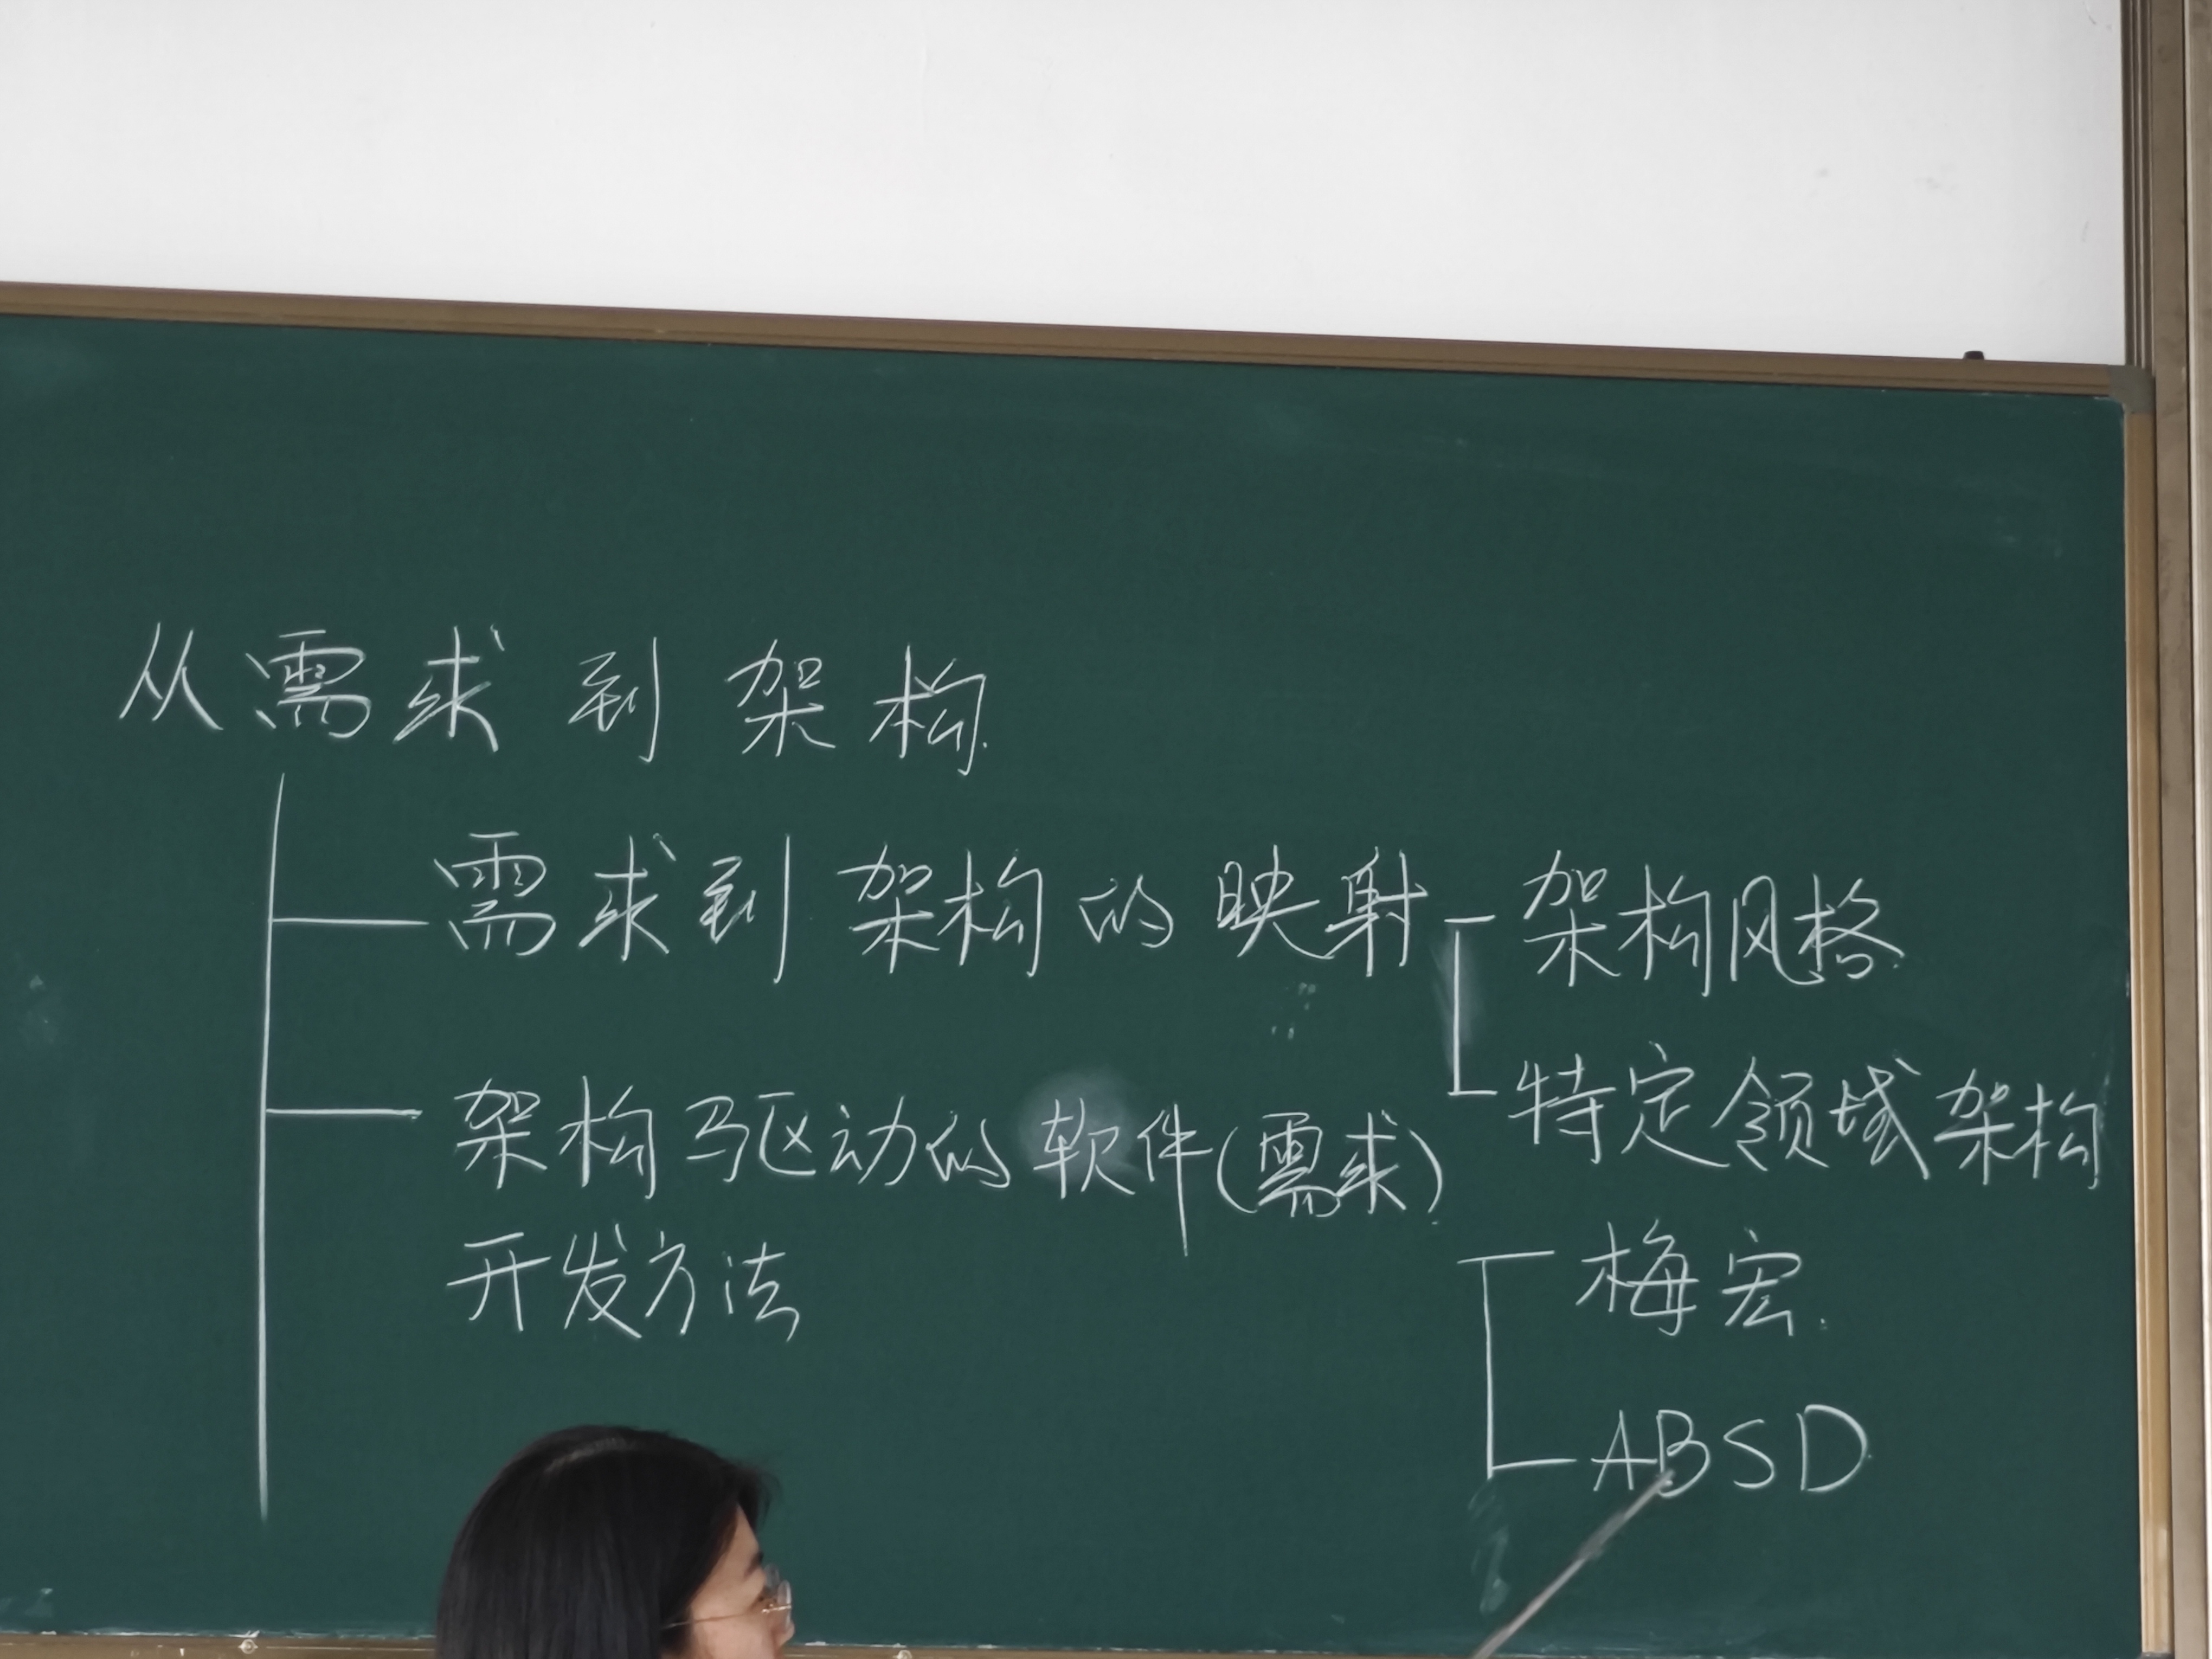 从需求到架构.
需求到架构的映射
架构风格.
特定领域架构
架构驱动的软件(需求)
开发方法
梅宏.
ABSD